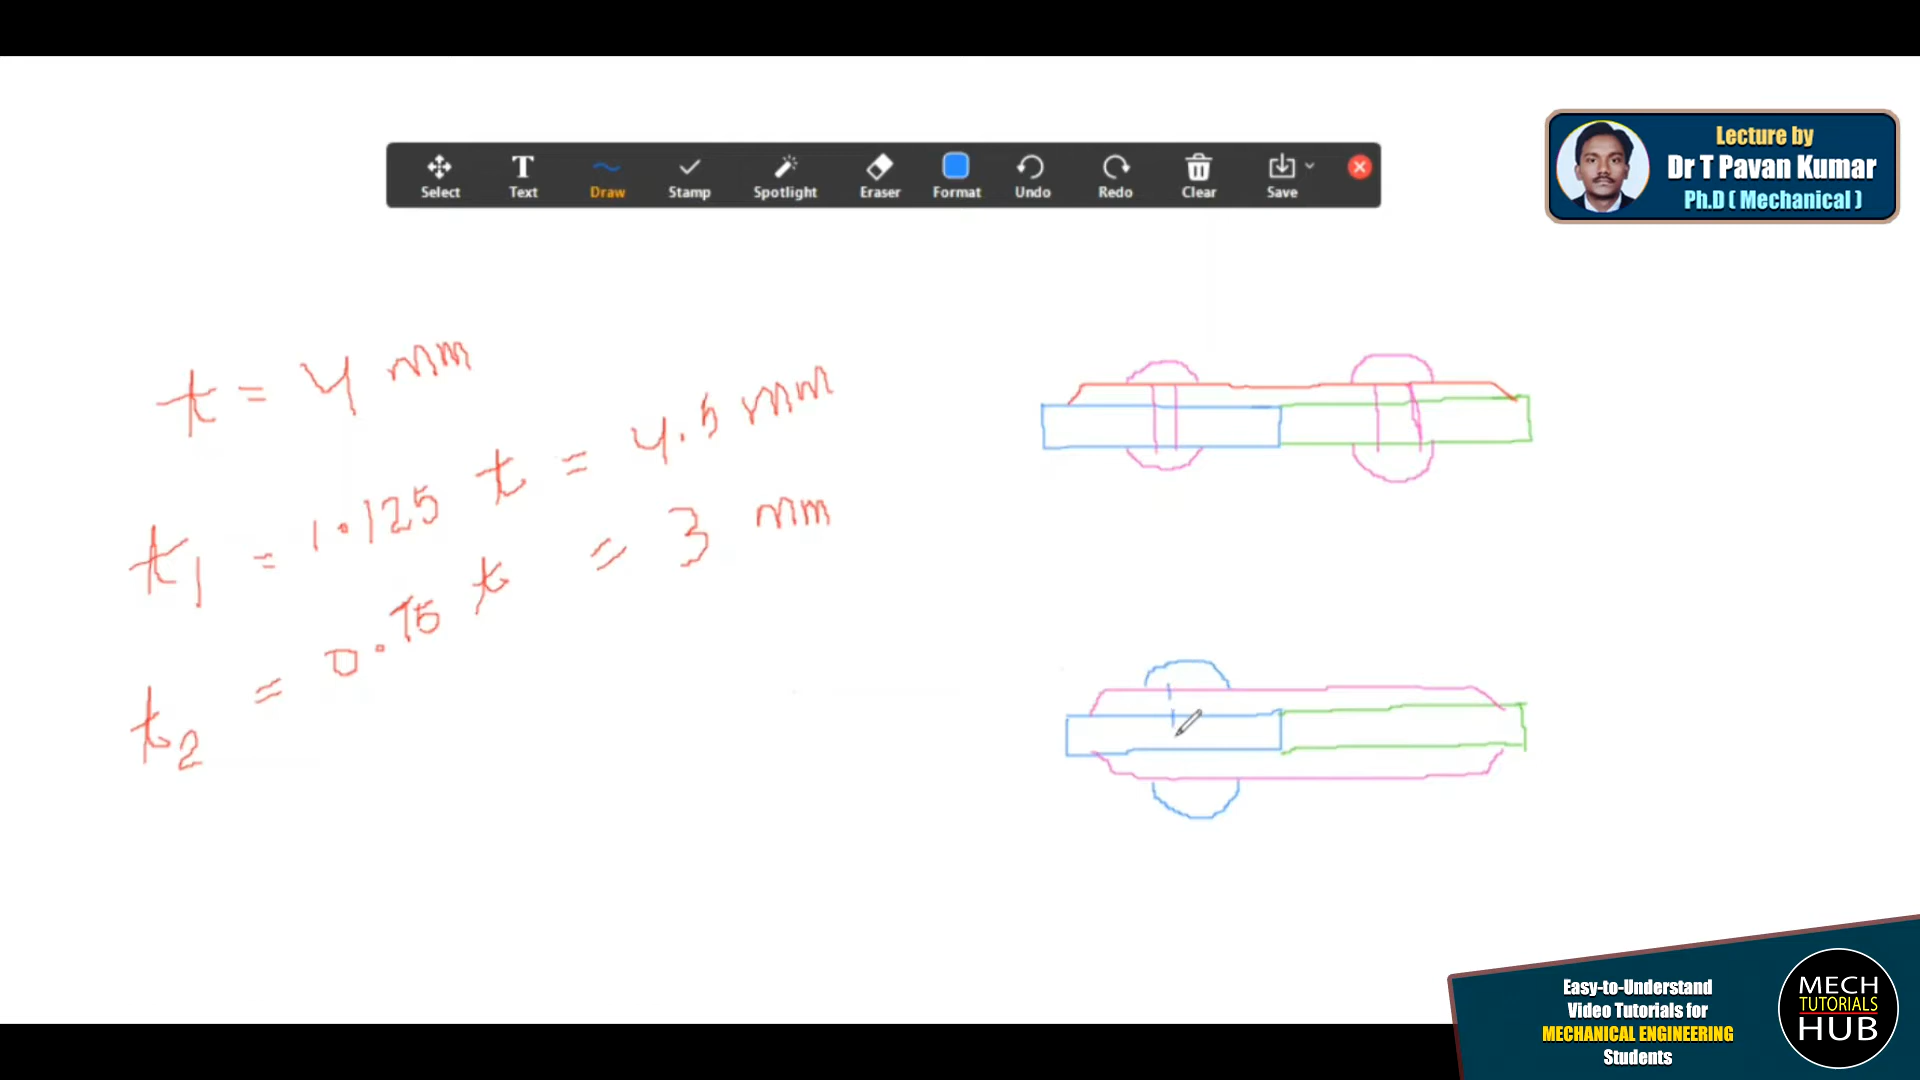 Select Text Draw Stamp Spotlight Eraser Format Undo Redo Clear Save
Lecture by
Dr T Pavan Kumar
Ph.D ( Mechanical )
t = 4 mm
t1 = 1.125 t = 4.5 mm
t2 = 0.75 t = 3 mm
Easy-to-Understand
Video Tutorials for
MECHANICAL ENGINEERING
Students
MECH
TUTORIALS
HUB